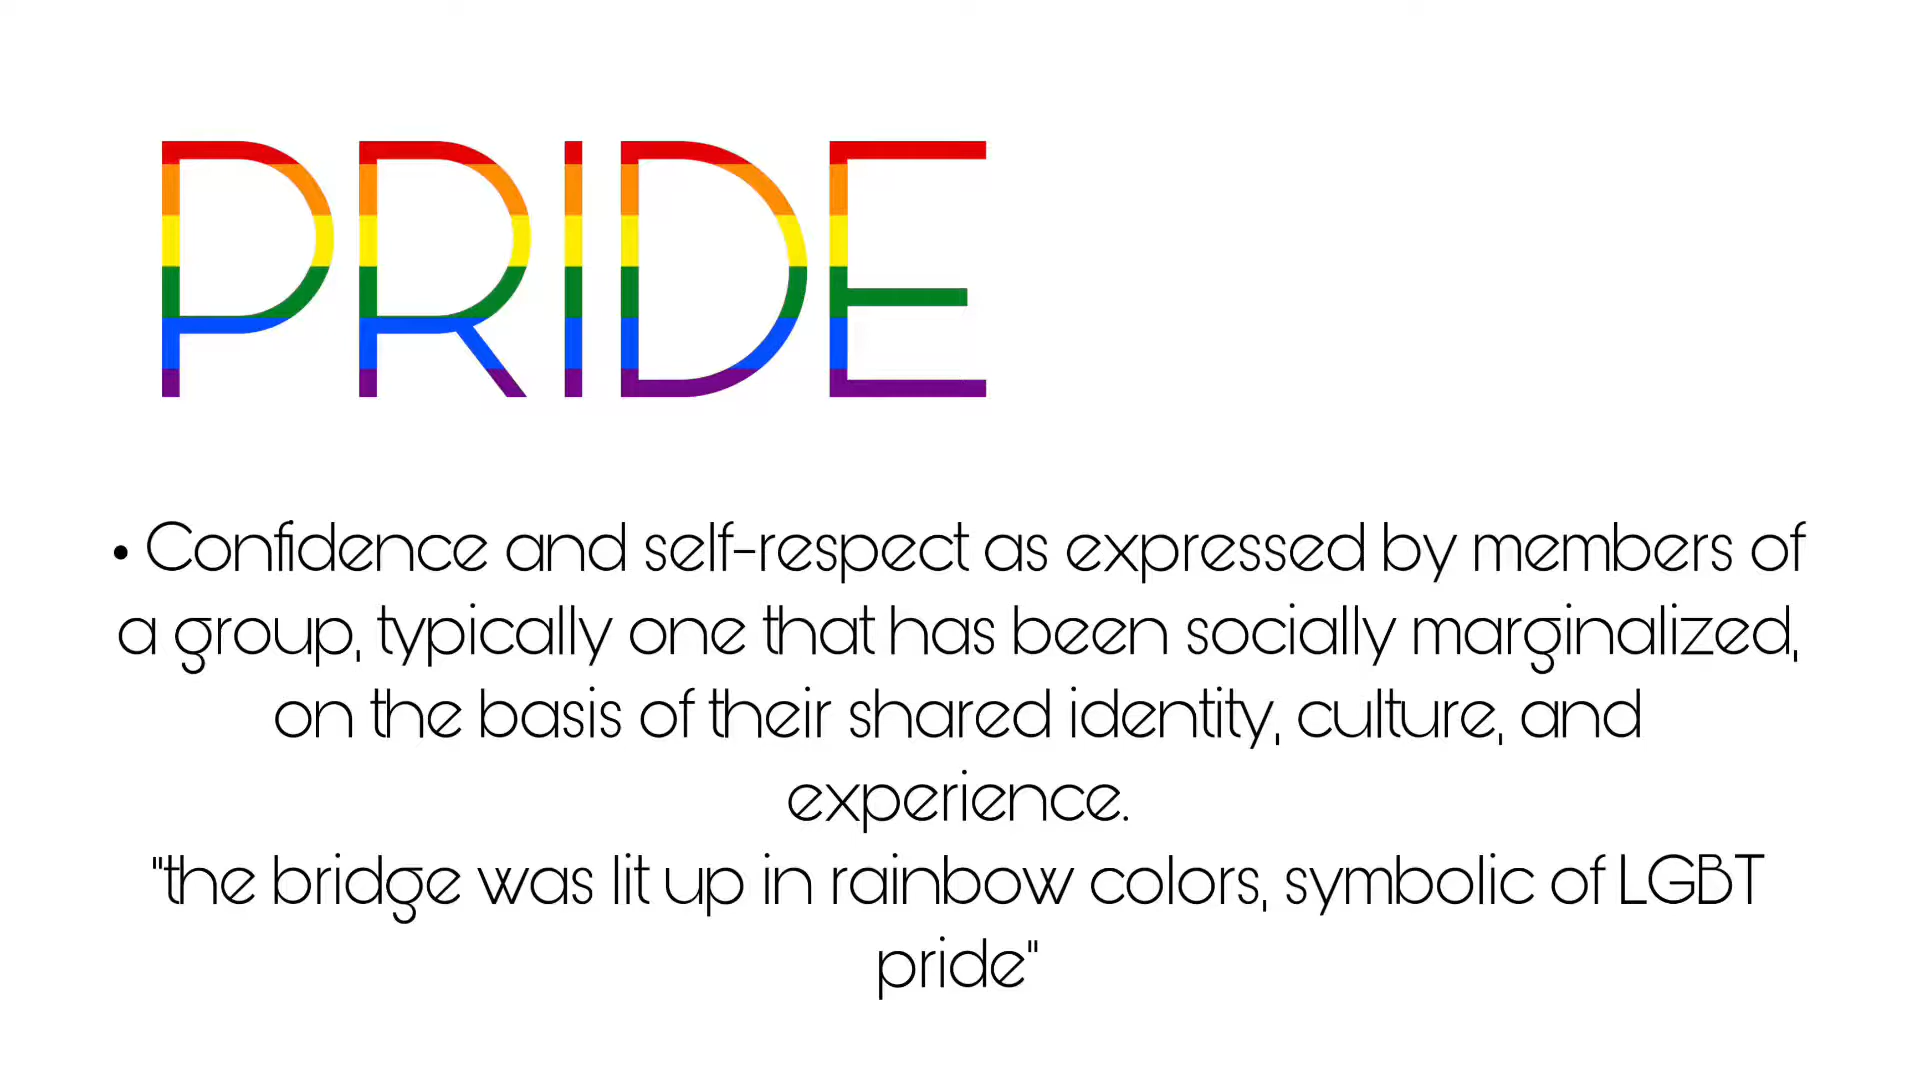 PRIDE
• Confidence and self-respect as expressed by members of
a group, typically one that has been socially marginalized,
on the basis of their shared identity, culture, and
experience.
"the bridge was lit up in rainbow colors, symbolic of LGBT
pride"